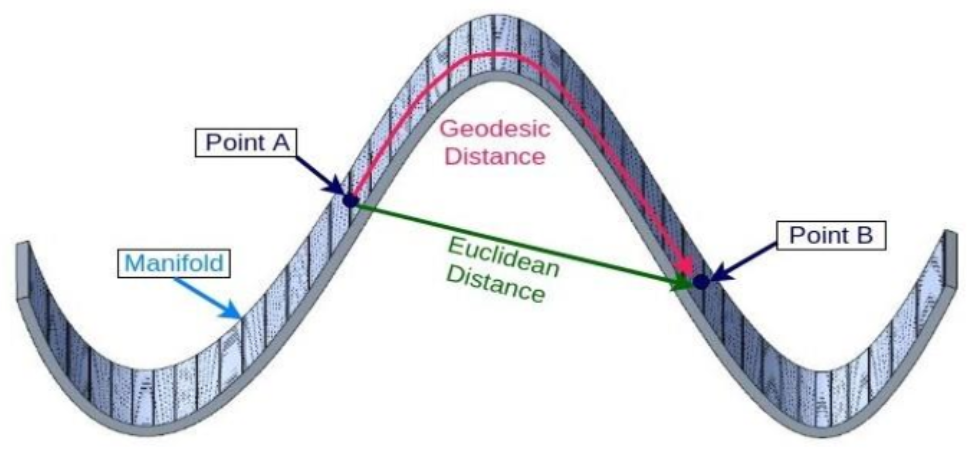 Point A
Geodesic
Distance
Point B
Manifold
Euclidean
Distance